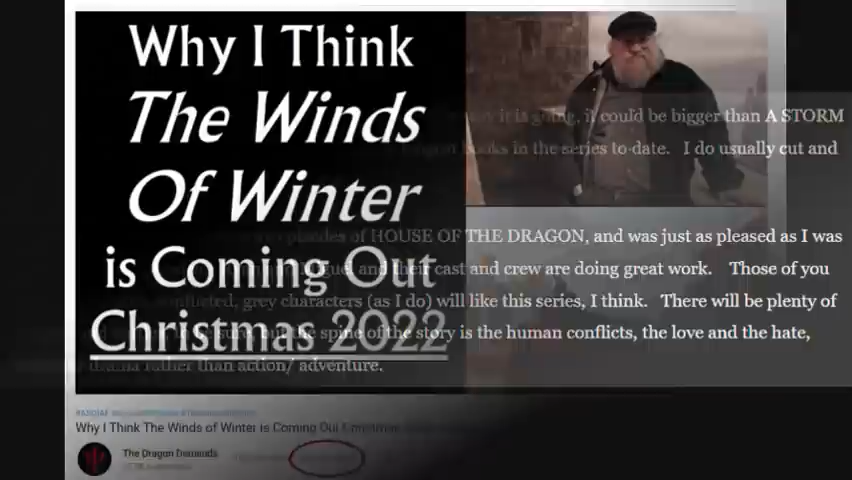 Why I Think
The Winds
Of Winter
is Coming Out
Christmas 2022
it is going, it could be bigger than A STORM
books in the series to-date. I do usually cut and
of HOUSE OF THE DRAGON, and was just as pleased as I was
and their cast and crew are doing great work. Those of you
conflicted, grey characters (as I do) will like this series, I think. There will be plenty of
the spine of the story is the human conflicts, the love and the hate,
drama rather than action/ adventure.
Why I Think The Winds of Winter is Coming Out Christmas
The Dragon Demands